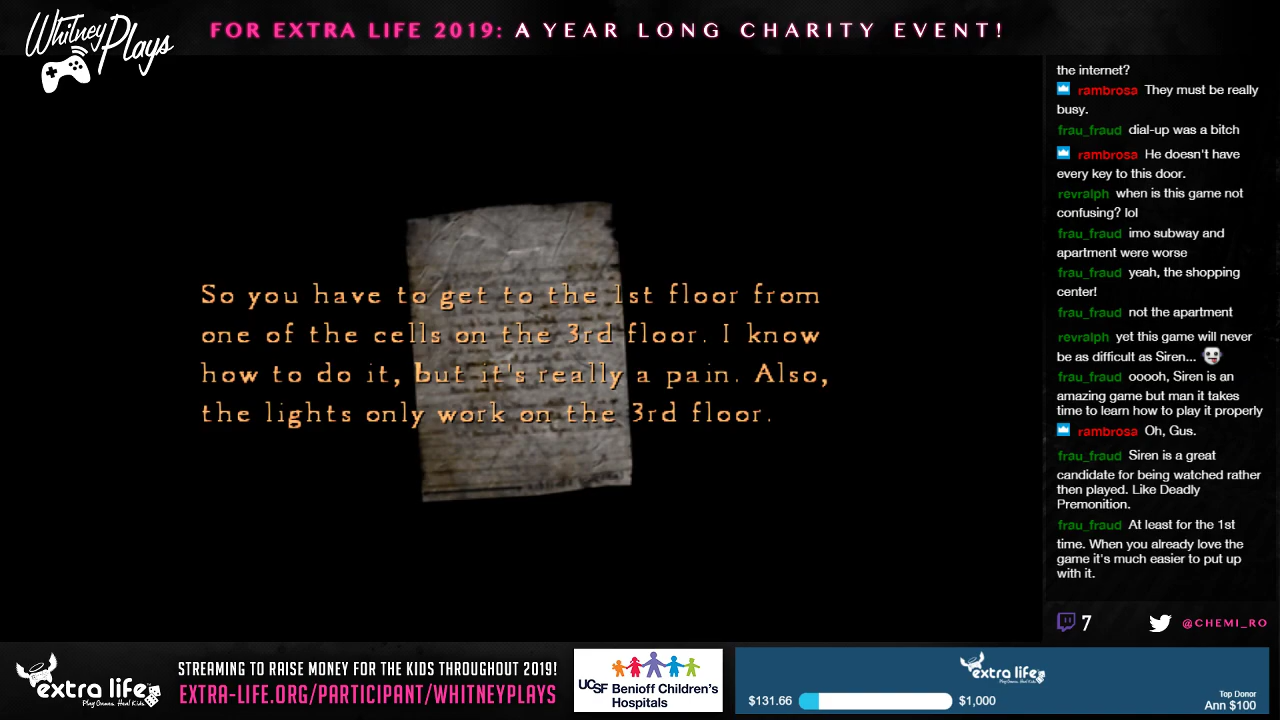 Whitney Plays
FOR EXTRA LIFE 2019: A YEAR LONG CHARITY EVENT!
So you have to get to the 1st floor from
one of the cells on the 3rd floor. I know
how to do it, but it's really a pain. Also,
the lights only work on the 3rd floor.
the internet?
rambrosa They must be really
busy.
frau_fraud dial-up was a bitch
rambrosa He doesn't have
every key to this door.
revralph when is this game not
confusing? lol
frau_fraud imo subway and
apartment were worse
frau_fraud yeah, the shopping
center!
frau_fraud not the apartment
revralph yet this game will never
be as difficult as Siren...
frau_fraud ooooh, Siren is an
amazing game but man it takes
time to learn how to play it properly
rambrosa Oh, Gus.
frau_fraud Siren is a great
candidate for being watched rather
then played. Like Deadly
Premonition.
frau_fraud At least for the 1st
time. When you already love the
game it's much easier to put up
with it.
7 @CHEMI_RO
extra life
Play Games. Heal Kids.
STREAMING TO RAISE MONEY FOR THE KIDS THROUGHOUT 2019!
EXTRA-LIFE.ORG/PARTICIPANT/WHITNEYPLAYS
UCSF Benioff Children's
Hospitals
extra life
Play Games. Heal Kids.
$131.66 $1,000
Top Donor
Ann $100